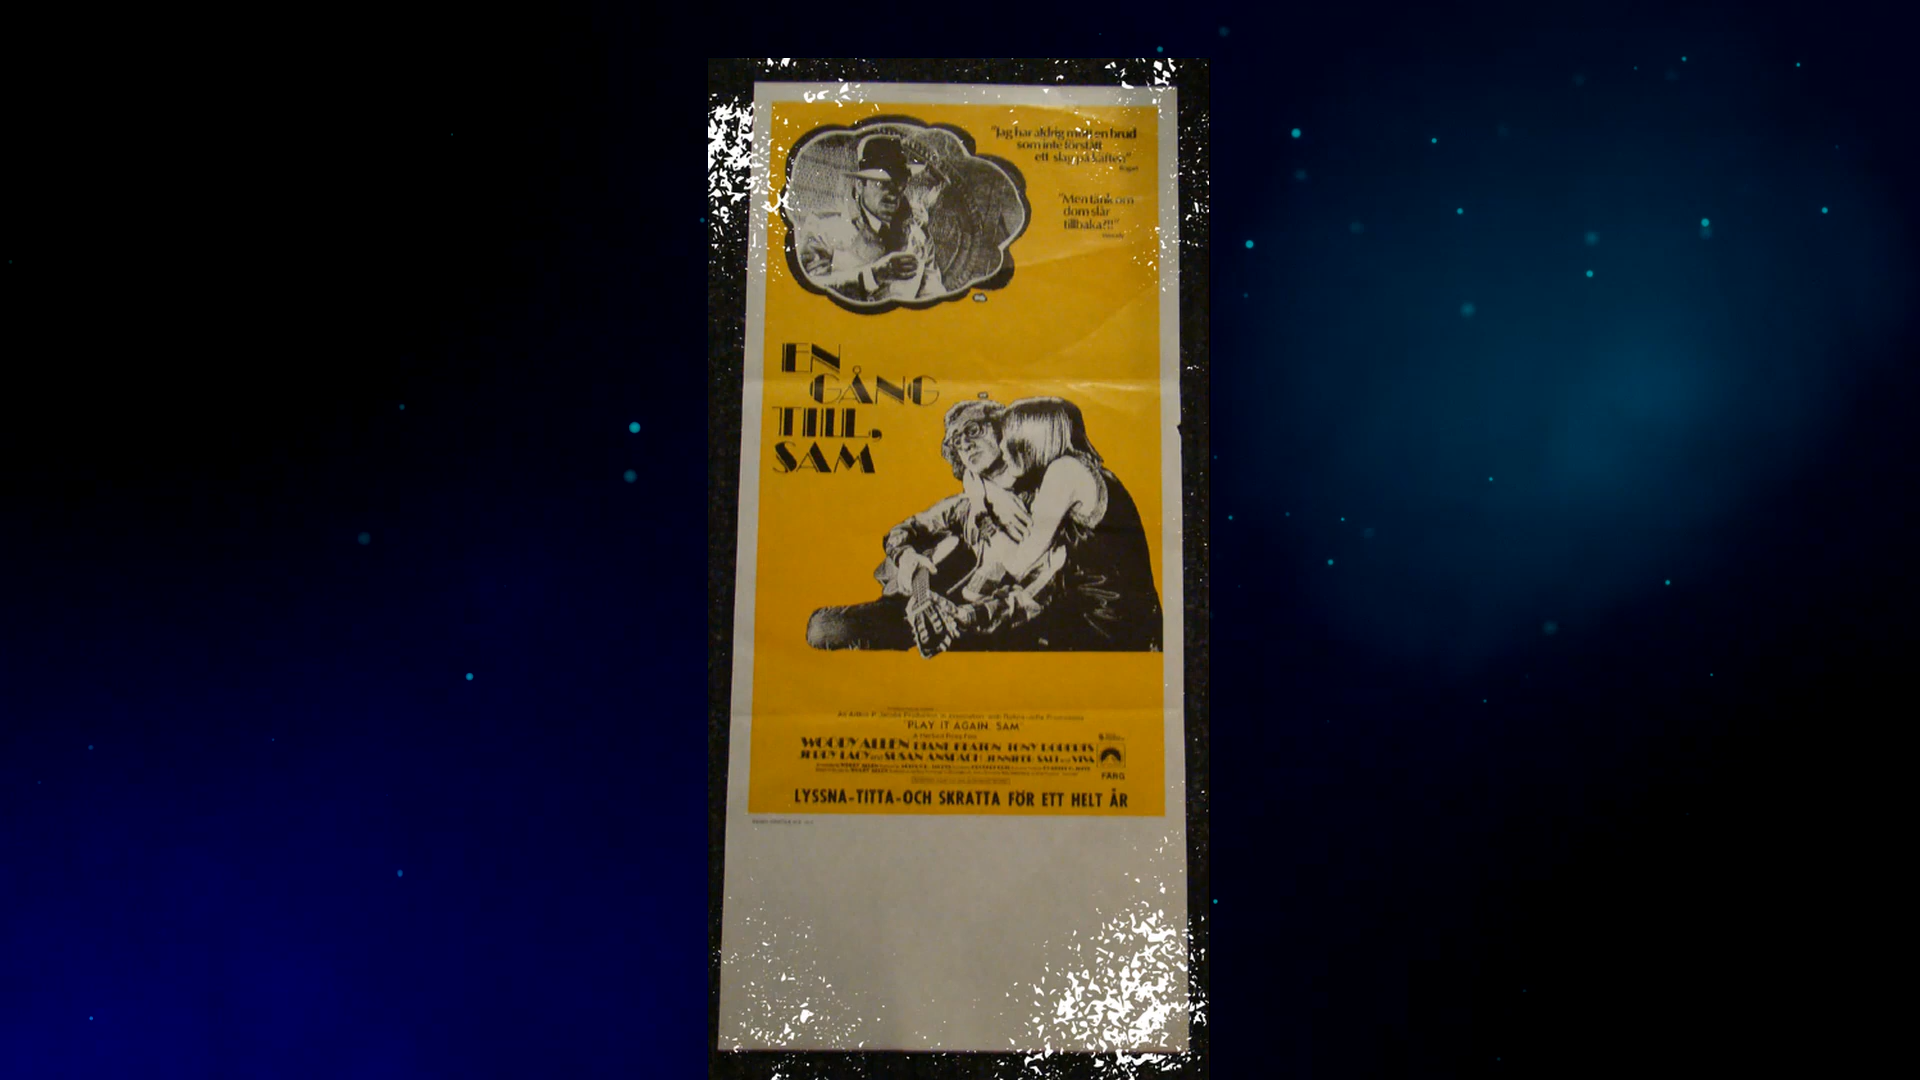 "Jag har aldrig mött en brud
som inte förstått
ett slag på käften"
"Men tänk om
dom slår
tillbaka?!!"
EN
GÅNG
TILL,
SAM
"PLAY IT AGAIN, SAM"
WOODY ALLEN DIANE KEATON TONY ROBERTS
JERRY LACY and SUSAN ANSPACH JENNIFER SALT and VIVA
FÄRG
LYSSNA-TITTA-OCH SKRATTA FÖR ETT HELT ÅR